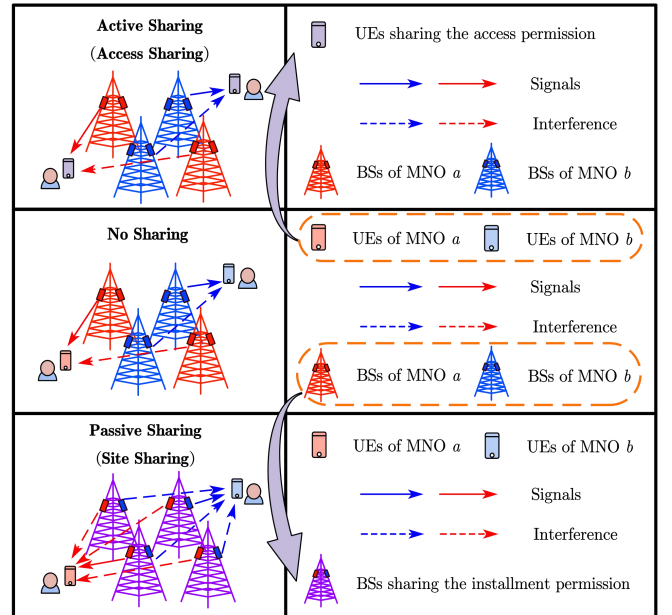 Active Sharing
(Access Sharing)
UEs sharing the access permission
Signals
Interference
BSs of MNO a
BSs of MNO b
No Sharing
UEs of MNO a
UEs of MNO b
Signals
Interference
BSs of MNO a
BSs of MNO b
Passive Sharing
(Site Sharing)
UEs of MNO a
UEs of MNO b
Signals
Interference
BSs sharing the installment permission